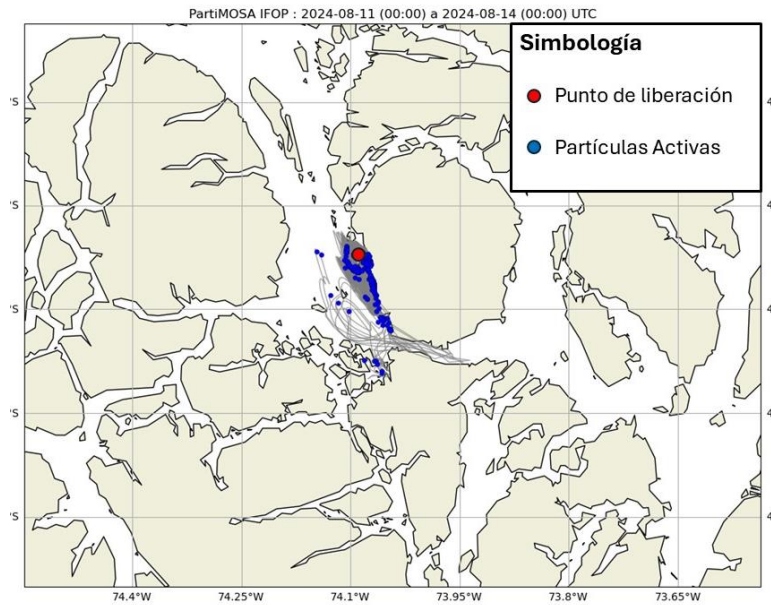 PartiMOSA IFOP : 2024-08-11 (00:00) a 2024-08-14 (00:00) UTC
Simbología
Punto de liberación
Partículas Activas
°S
°S
°S
°S
°S
74.4°W 74.25°W 74.1°W 73.95°W 73.8°W 73.65°W